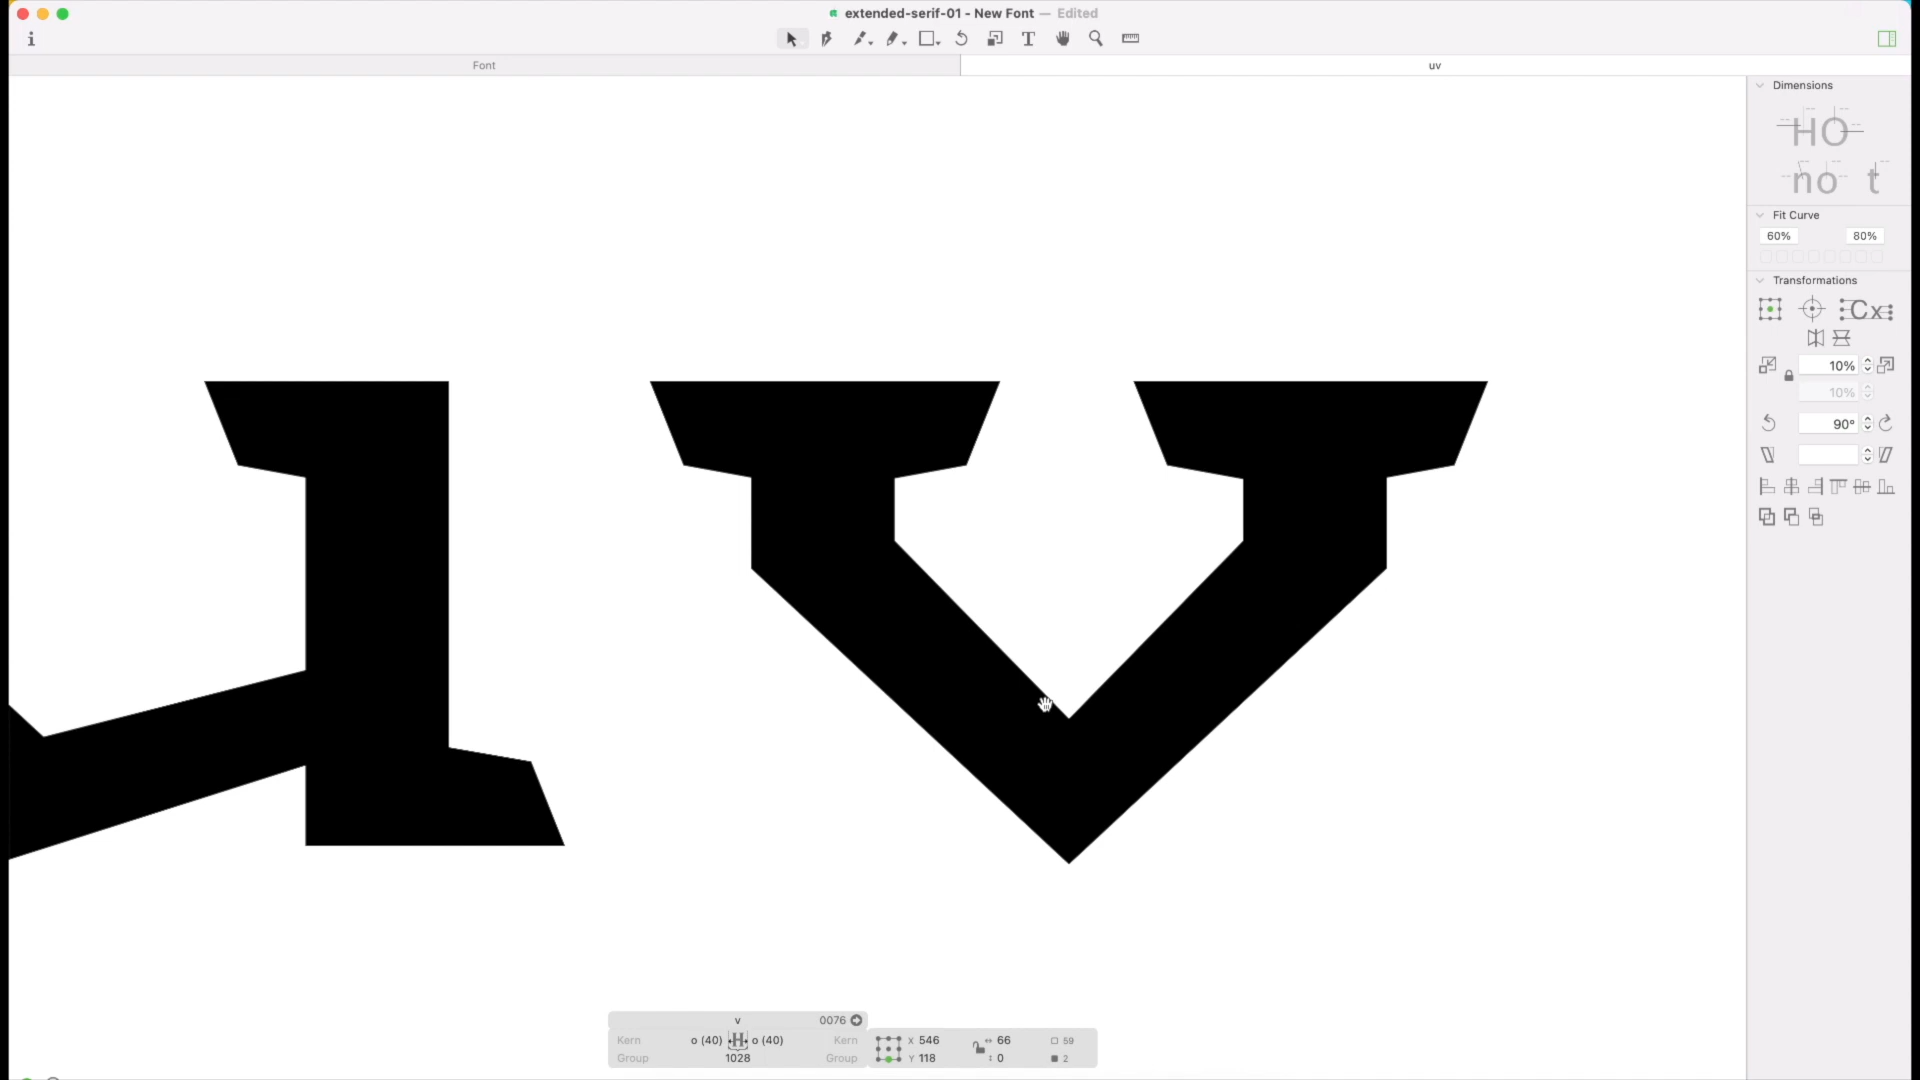 extended-serif-01 - New Font — Edited
Font
uv
Dimensions
HO
no t
Fit Curve
60% 80%
Transformations
Cx
10%
10%
90°
uv
v 0076
Kern o (40) H o (40) Kern
Group 1028 Group
X 546 ↔ 66 59
Y 118 ↕ 0 2